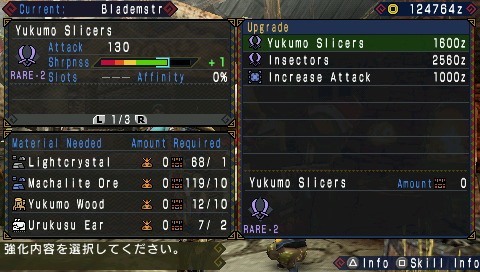 Current: Blademstr
124764z
Yukumo Slicers
Attack 130
Shrpnss +1
RARE-2
Slots --- Affinity 0%
L 1/3 R
Upgrade
Yukumo Slicers 1600z
Insectors 2560z
Increase Attack 1000z
Material Needed Amount Required
Lightcrystal 0 68/ 1
Machalite Ore 0 119/10
Yukumo Wood 0 12/10
Urukusu Ear 0 7/ 2
Yukumo Slicers Amount 0
RARE-2
強化内容を選択してください。
△ Info □ Skill Info